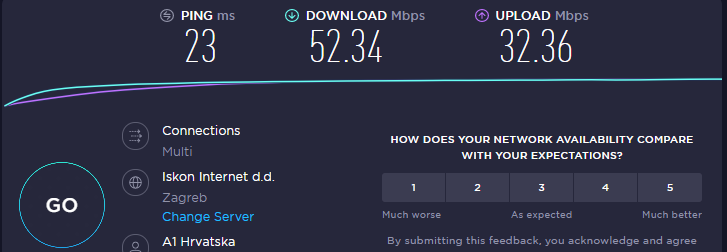 PING ms
DOWNLOAD Mbps
UPLOAD Mbps
23
52.34
32.36
Connections
Multi
Iskon Internet d.d.
Zagreb
Change Server
GO
A1 Hrvatska
HOW DOES YOUR NETWORK AVAILABILITY COMPARE
WITH YOUR EXPECTATIONS?
1 2 3 4 5
Much worse As expected Much better
By submitting this feedback, you acknowledge and agree